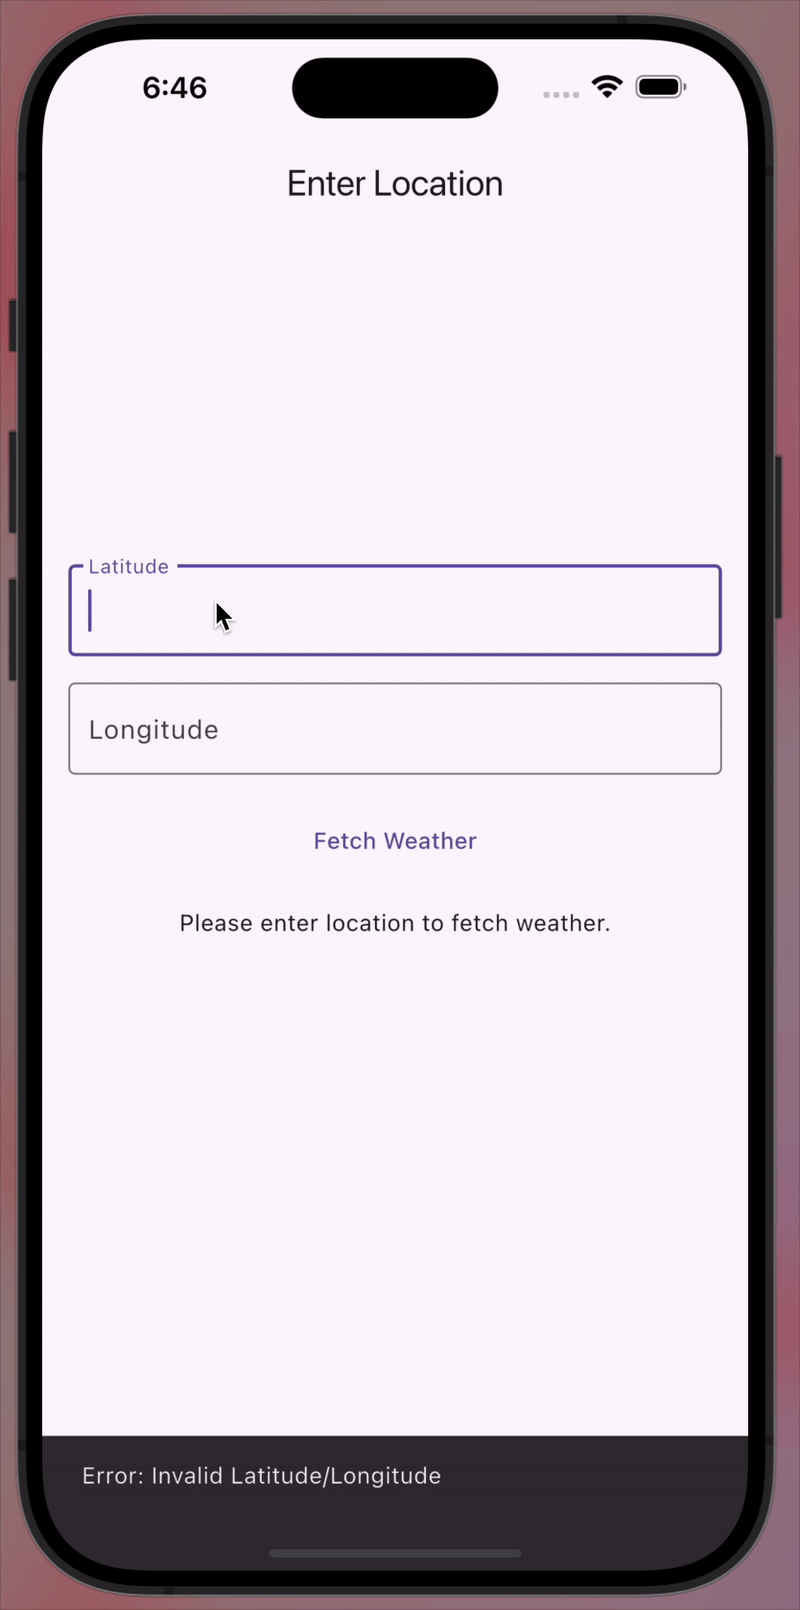 6:46
Enter Location
Latitude
Longitude
Fetch Weather
Please enter location to fetch weather.
Error: Invalid Latitude/Longitude